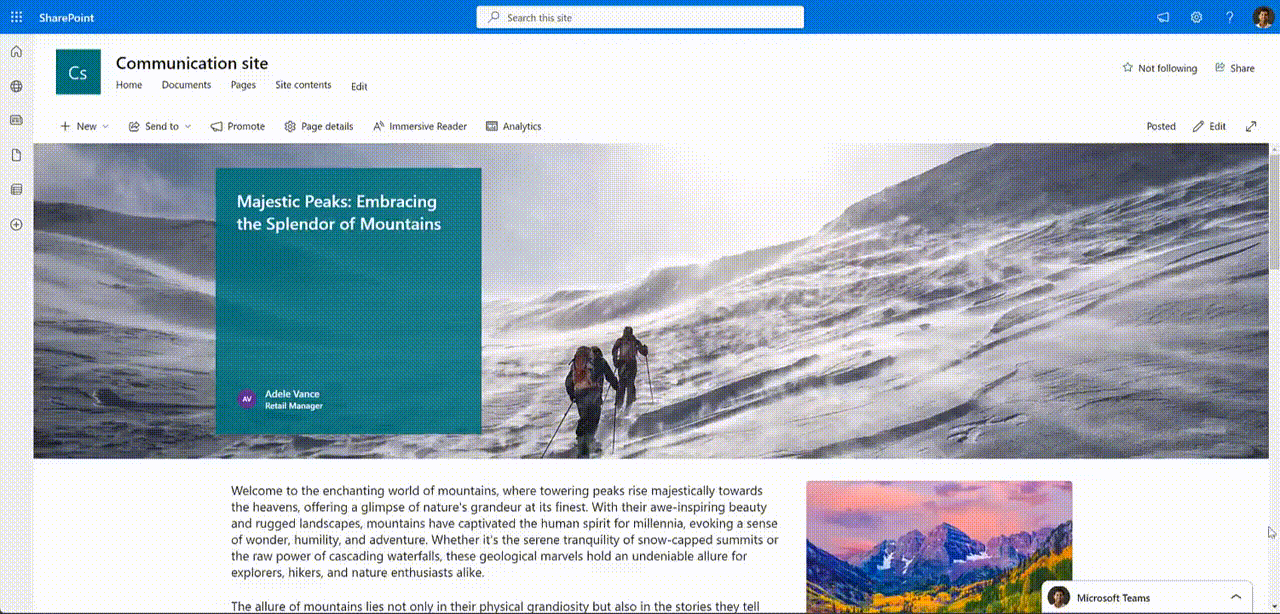 SharePoint
Search this site
Cs
Communication site
Home Documents Pages Site contents Edit
Not following Share
New Send to Promote Page details Immersive Reader Analytics
Posted Edit
Majestic Peaks: Embracing
the Splendor of Mountains
AV
Adele Vance
Retail Manager
Welcome to the enchanting world of mountains, where towering peaks rise majestically towards
the heavens, offering a glimpse of nature's grandeur at its finest. With their awe-inspiring beauty
and rugged landscapes, mountains have captivated the human spirit for millennia, evoking a sense
of wonder, humility, and adventure. Whether it's the serene tranquility of snow-capped summits or
the raw power of cascading waterfalls, these geological marvels hold an undeniable allure for
explorers, hikers, and nature enthusiasts alike.
The allure of mountains lies not only in their physical grandiosity but also in the stories they tell
Microsoft Teams